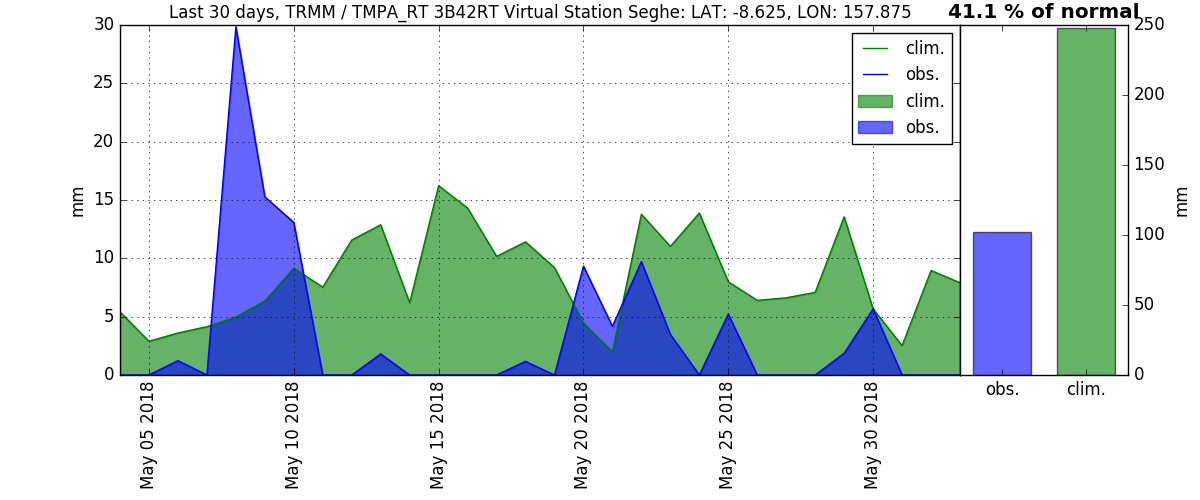 Last 30 days, TRMM / TMPA_RT 3B42RT Virtual Station Seghe: LAT: -8.625, LON: 157.875
41.1 % of normal
30
25
20
15
10
5
0
mm
clim.
obs.
clim.
obs.
May 05 2018
May 10 2018
May 15 2018
May 20 2018
May 25 2018
May 30 2018
250
200
150
100
50
0
mm
obs.
clim.